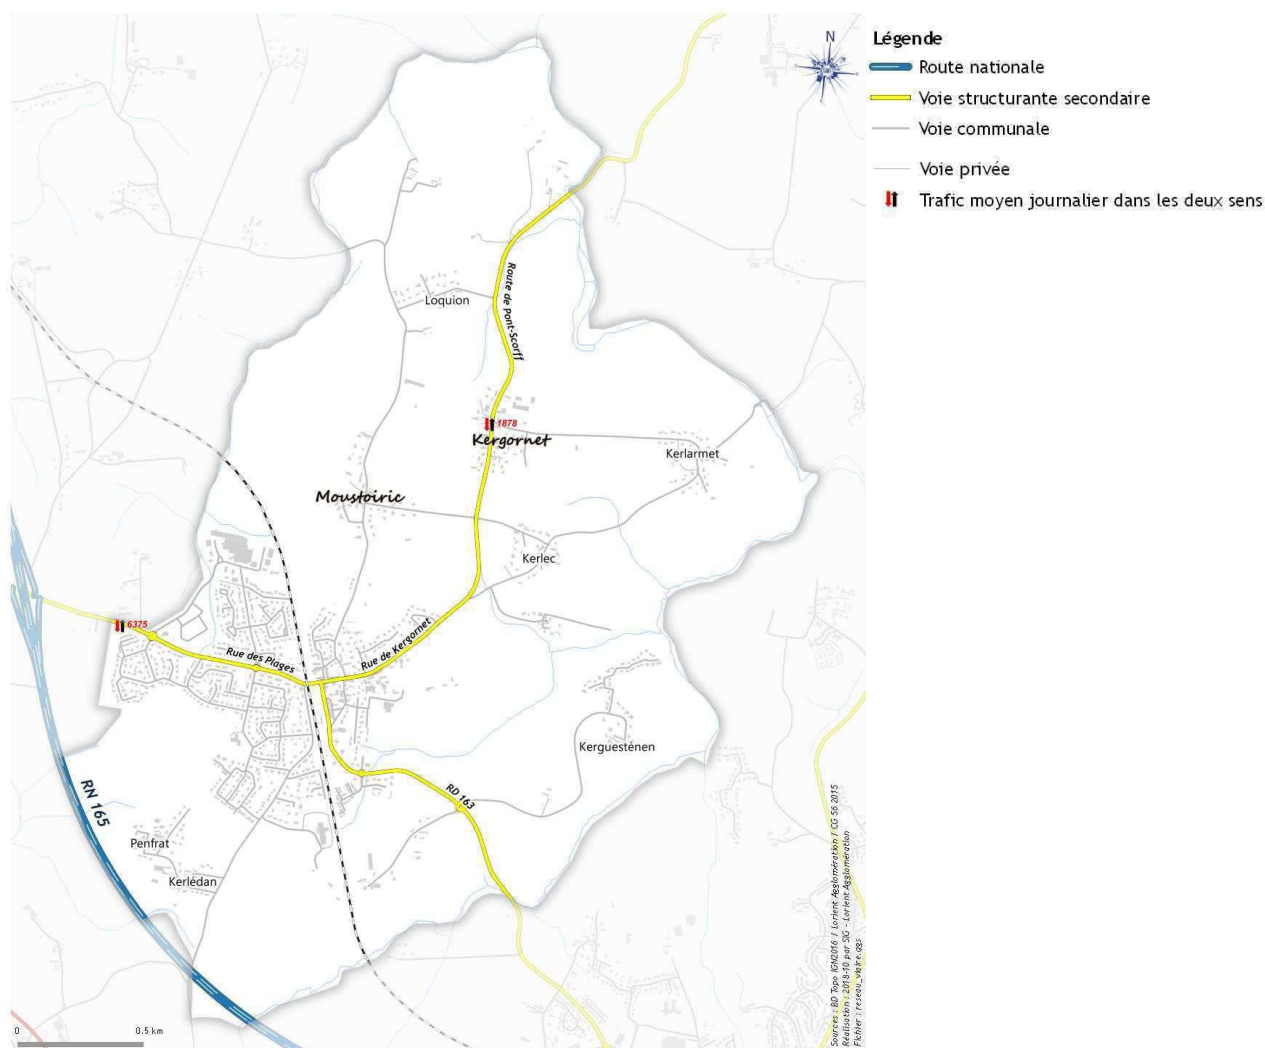 N
Légende
Route nationale
Voie structurante secondaire
Voie communale
Voie privée
Trafic moyen journalier dans les deux sens
Loquion
Route de Pont-Scorff
1878
Kergornet
Kerlarmet
Moustoiric
Kerlec
6375
Rue des Plages
Rue de Kergornet
Kerguesténen
RN 165
RD 163
Penfrat
Kerlédan
0
0.5 km
Sources : BD Topo IGN2016 / Lorient Agglomération / CG 56 2015
Réalisation : 2018-10 par SIG - Lorient Agglomération
Fichier : reseau_viaire.qgs